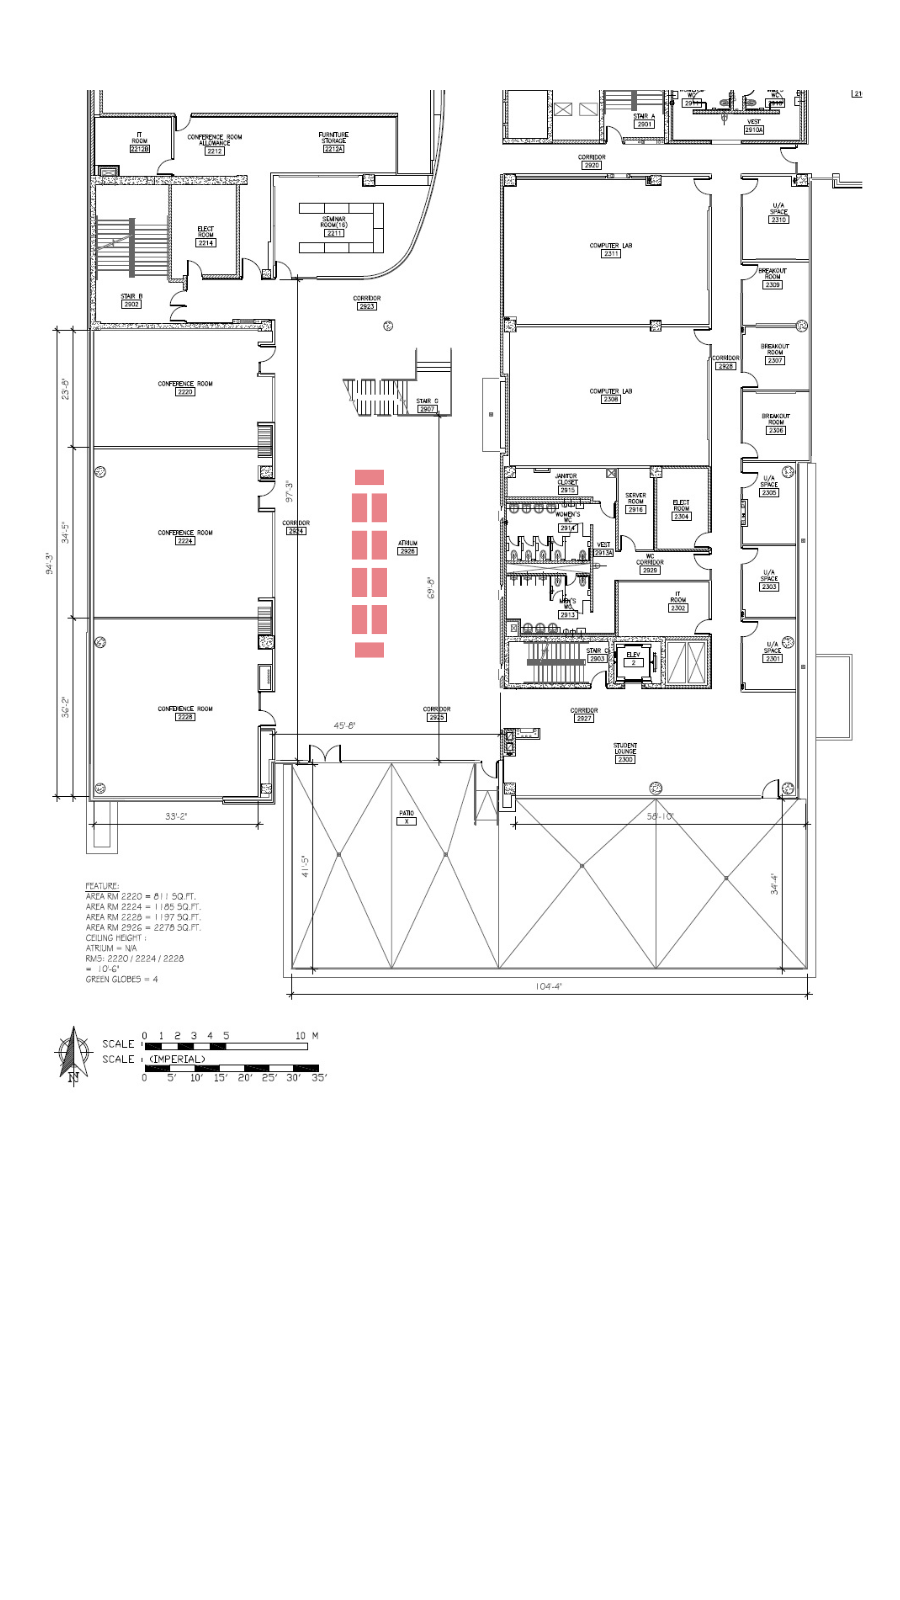 STAIR A
2901
VEST
2910A
IT
ROOM
2212B
CONFERENCE ROOM
ALLOWANCE
2212
FURNITURE
STORAGE
2212A
CORRIDOR
2920
SEMINAR
ROOM(16)
2211
ELECT
ROOM
2214
U/A
SPACE
2310
COMPUTER LAB
2311
BREAKOUT
ROOM
2309
STAIR B
2902
CORRIDOR
2923
BREAKOUT
ROOM
2307
CORRIDOR
2928
CONFERENCE ROOM
2220
23'-8"
STAIR G
2907
COMPUTER LAB
2308
BREAKOUT
ROOM
2306
JANITOR
CLOSET
2915
U/A
SPACE
2305
97'-3"
SERVER
ROOM
2916
ELECT
ROOM
2304
WOMEN'S
WC
2914
CORRIDOR
2924
CONFERENCE ROOM
2224
34'-5"
94'-3"
ATRIUM
2926
VEST
2913A
WC
CORRIDOR
2929
U/A
SPACE
2303
69'-8"
IT
ROOM
2302
MEN'S
WC
2913
STAIR C
2903
ELEV
2
U/A
SPACE
2301
36'-2"
CONFERENCE ROOM
2228
CORRIDOR
2925
CORRIDOR
2927
45'-8"
STUDENT
LOUNGE
2300
33'-2"
PATIO
X
58'-10"
41'-5"
34'-4"
FEATURE:
AREA RM 2220 = 811 SQ.FT.
AREA RM 2224 = 1185 SQ.FT.
AREA RM 2228 = 1197 SQ.FT.
AREA RM 2926 = 2278 SQ.FT.
CEILING HEIGHT :
ATRIUM = N/A
RMS: 2220 / 2224 / 2228
= 10'-6"
GREEN GLOBES = 4
104'-4"
0 1 2 3 4 5 10 M
SCALE :
SCALE : (IMPERIAL)
0 5' 10' 15' 20' 25' 30' 35'
N